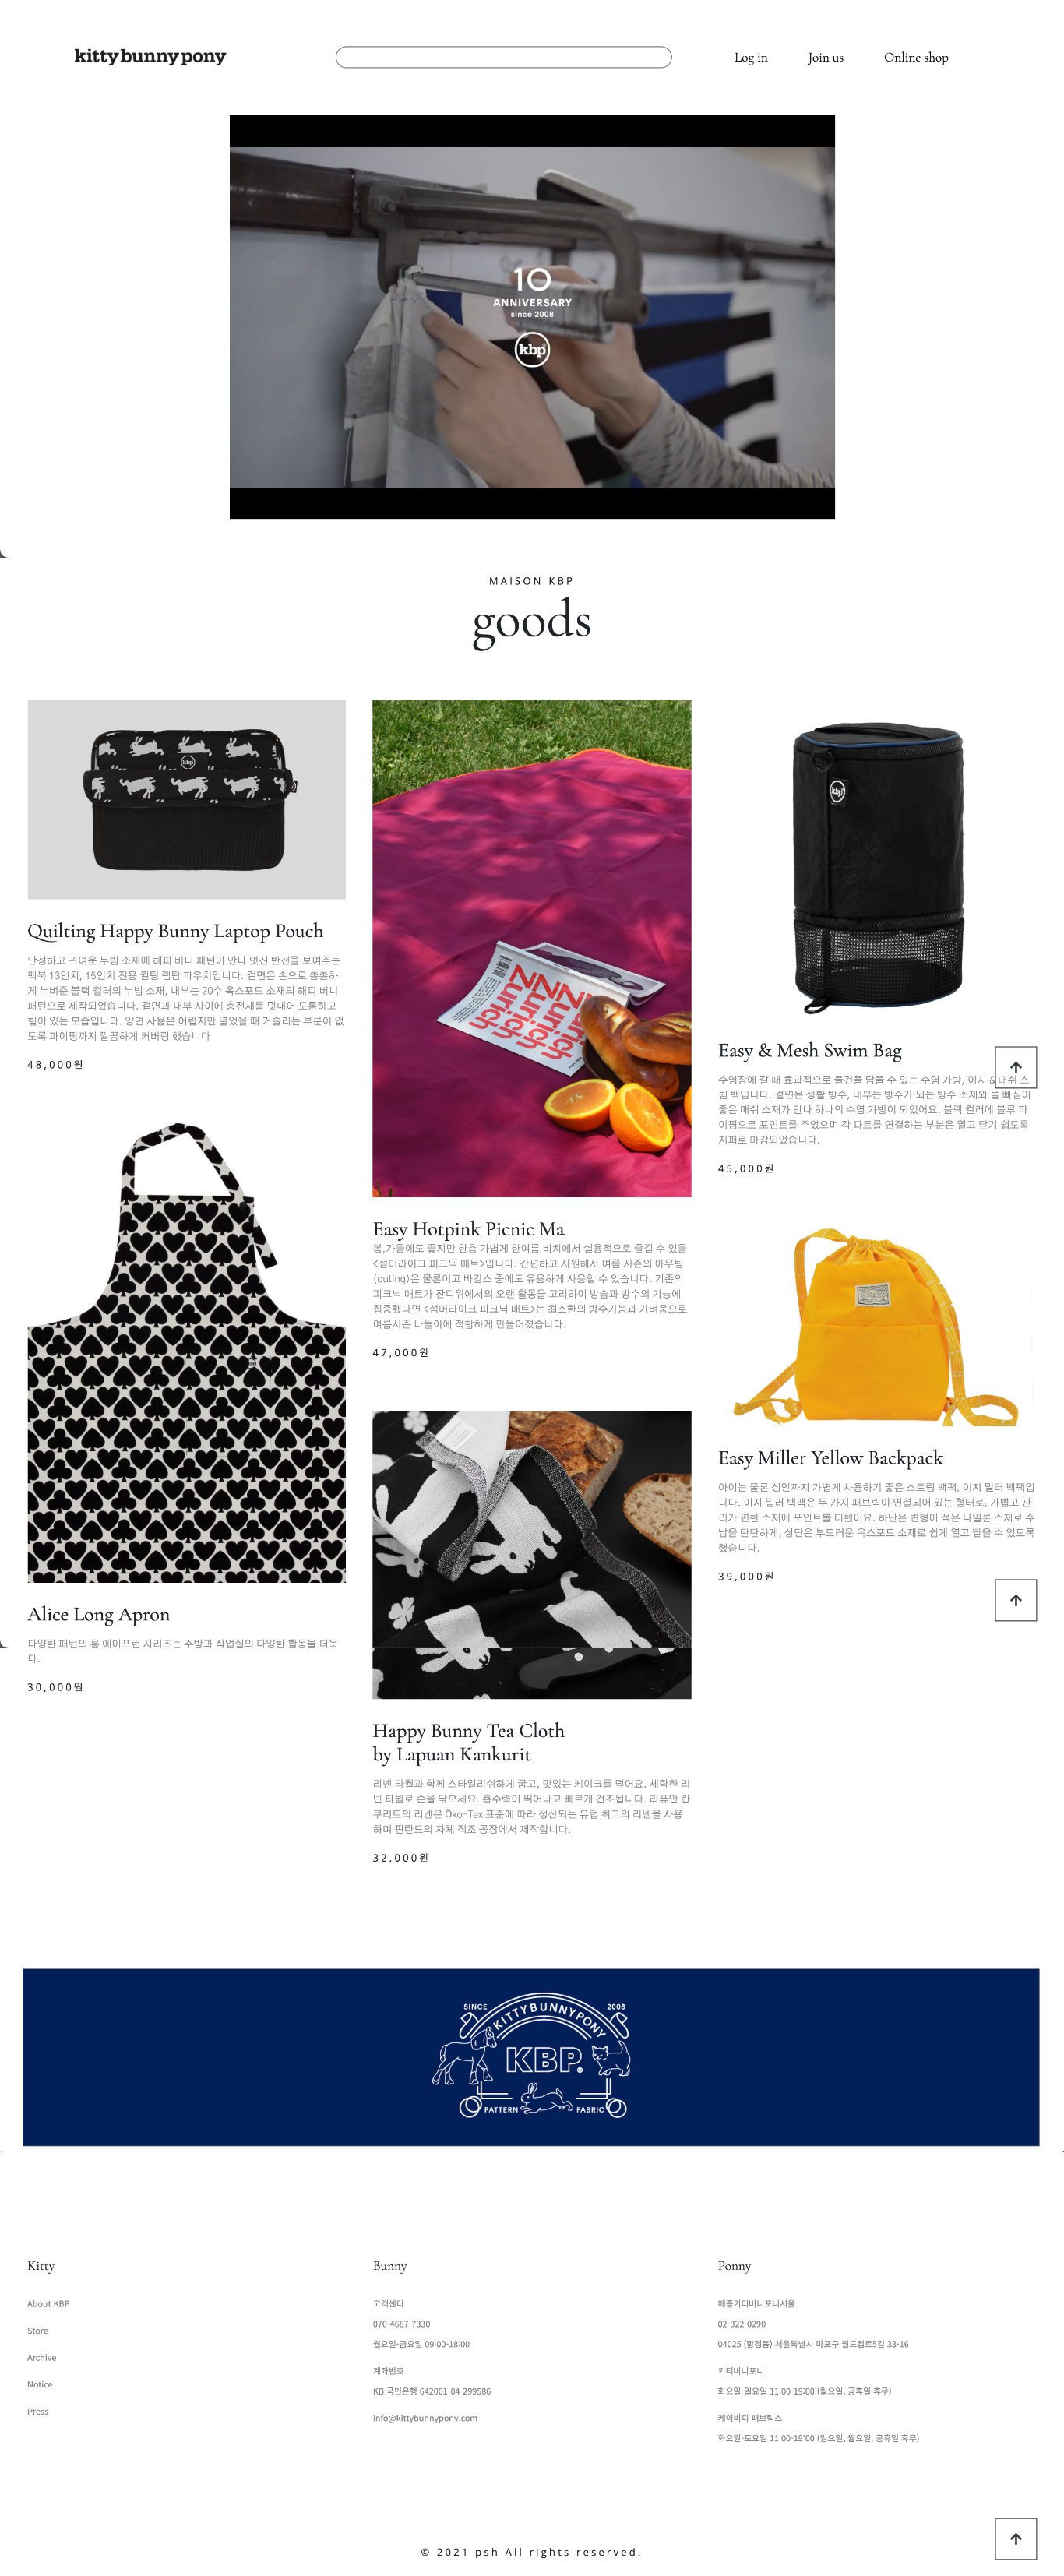 kitty bunny pony
Log in
Join us
Online shop
10
ANNIVERSARY
since 2008
kbp
MAISON KBP
goods
kbp
Quilting Happy Bunny Laptop Pouch
단정하고 귀여운 누빔 소재에 해피 버니 패턴이 만나 멋진 반전을 보여주는
맥북 13인치, 15인치 전용 퀼팅 랩탑 파우치입니다. 겉면은 손으로 촘촘하
게 누벼준 블랙 컬러의 누빔 소재, 내부는 20수 옥스포드 소재의 해피 버니
패턴으로 제작되었습니다. 겉면과 내부 사이에 충전재를 덧대어 도톰하고
힘이 있는 모습입니다. 양면 사용은 어렵지만 열었을 때 거슬리는 부분이 없
도록 파이핑까지 깔끔하게 커버링 했습니다
48,000원
Alice Long Apron
다양한 패턴의 롱 에이프런 시리즈는 주방과 작업실의 다양한 활동을 더욱
다.
30,000원
Zurich
Zurich
Zurich
Easy Hotpink Picnic Ma
봄,가을에도 좋지만 한층 가볍게 한여름 비치에서 실용적으로 즐길 수 있을
<섬머라이크 피크닉 매트>입니다. 간편하고 시원해서 여름 시즌의 아우팅
(outing)은 물론이고 바캉스 중에도 유용하게 사용할 수 있습니다. 기존의
피크닉 매트가 잔디위에서의 오랜 활동을 고려하여 방습과 방수의 기능에
집중했다면 <섬머라이크 피크닉 매트>는 최소한의 방수기능과 가벼움으로
여름시즌 나들이에 적합하게 만들어졌습니다.
47,000원
Happy Bunny Tea Cloth
by Lapuan Kankurit
리넨 타월과 함께 스타일리쉬하게 굽고, 맛있는 케이크를 덮어요. 세탁한 리
넨 타월로 손을 닦으세요. 흡수력이 뛰어나고 빠르게 건조됩니다. 라퓨안 칸
쿠리트의 리넨은 Öko-Tex 표준에 따라 생산되는 유럽 최고의 리넨을 사용
하며 핀란드의 자체 직조 공장에서 제작합니다.
32,000원
kbp
Easy & Mesh Swim Bag
수영장에 갈 때 효과적으로 물건을 담을 수 있는 수영 가방, 이지 & 매쉬 스
윔 백입니다. 겉면은 생활 방수, 내부는 방수가 되는 방수 소재와 물 빠짐이
좋은 매쉬 소재가 만나 하나의 수영 가방이 되었어요. 블랙 컬러에 블루 파
이핑으로 포인트를 주었으며 각 파트를 연결하는 부분은 열고 닫기 쉽도록
지퍼로 마감되었습니다.
45,000원
Easy Miller Yellow Backpack
아이는 물론 성인까지 가볍게 사용하기 좋은 스트링 백팩, 이지 밀러 백팩입
니다. 이지 밀러 백팩은 두 가지 패브릭이 연결되어 있는 형태로, 가볍고 관
리가 편한 소재에 포인트를 더했어요. 하단은 변형이 적은 나일론 소재로 수
납을 탄탄하게, 상단은 부드러운 옥스포드 소재로 쉽게 열고 닫을 수 있도록
했습니다.
39,000원
SINCE
KITTYBUNNYPONY
2008
KBP®
PATTERN
FABRIC
Kitty
About KBP
Store
Archive
Notice
Press
Bunny
고객센터
070-4687-7330
월요일-금요일 09:00-18:00
계좌번호
KB 국민은행 642001-04-299586
info@kittybunnypony.com
Ponny
메종키티버니포니서울
02-322-0290
04025 (합정동) 서울특별시 마포구 월드컵로5길 33-16
키티버니포니
화요일-일요일 11:00-19:00 (월요일, 공휴일 휴무)
케이비피 패브릭스
화요일-토요일 11:00-19:00 (일요일, 월요일, 공휴일 휴무)
© 2021 psh All rights reserved.